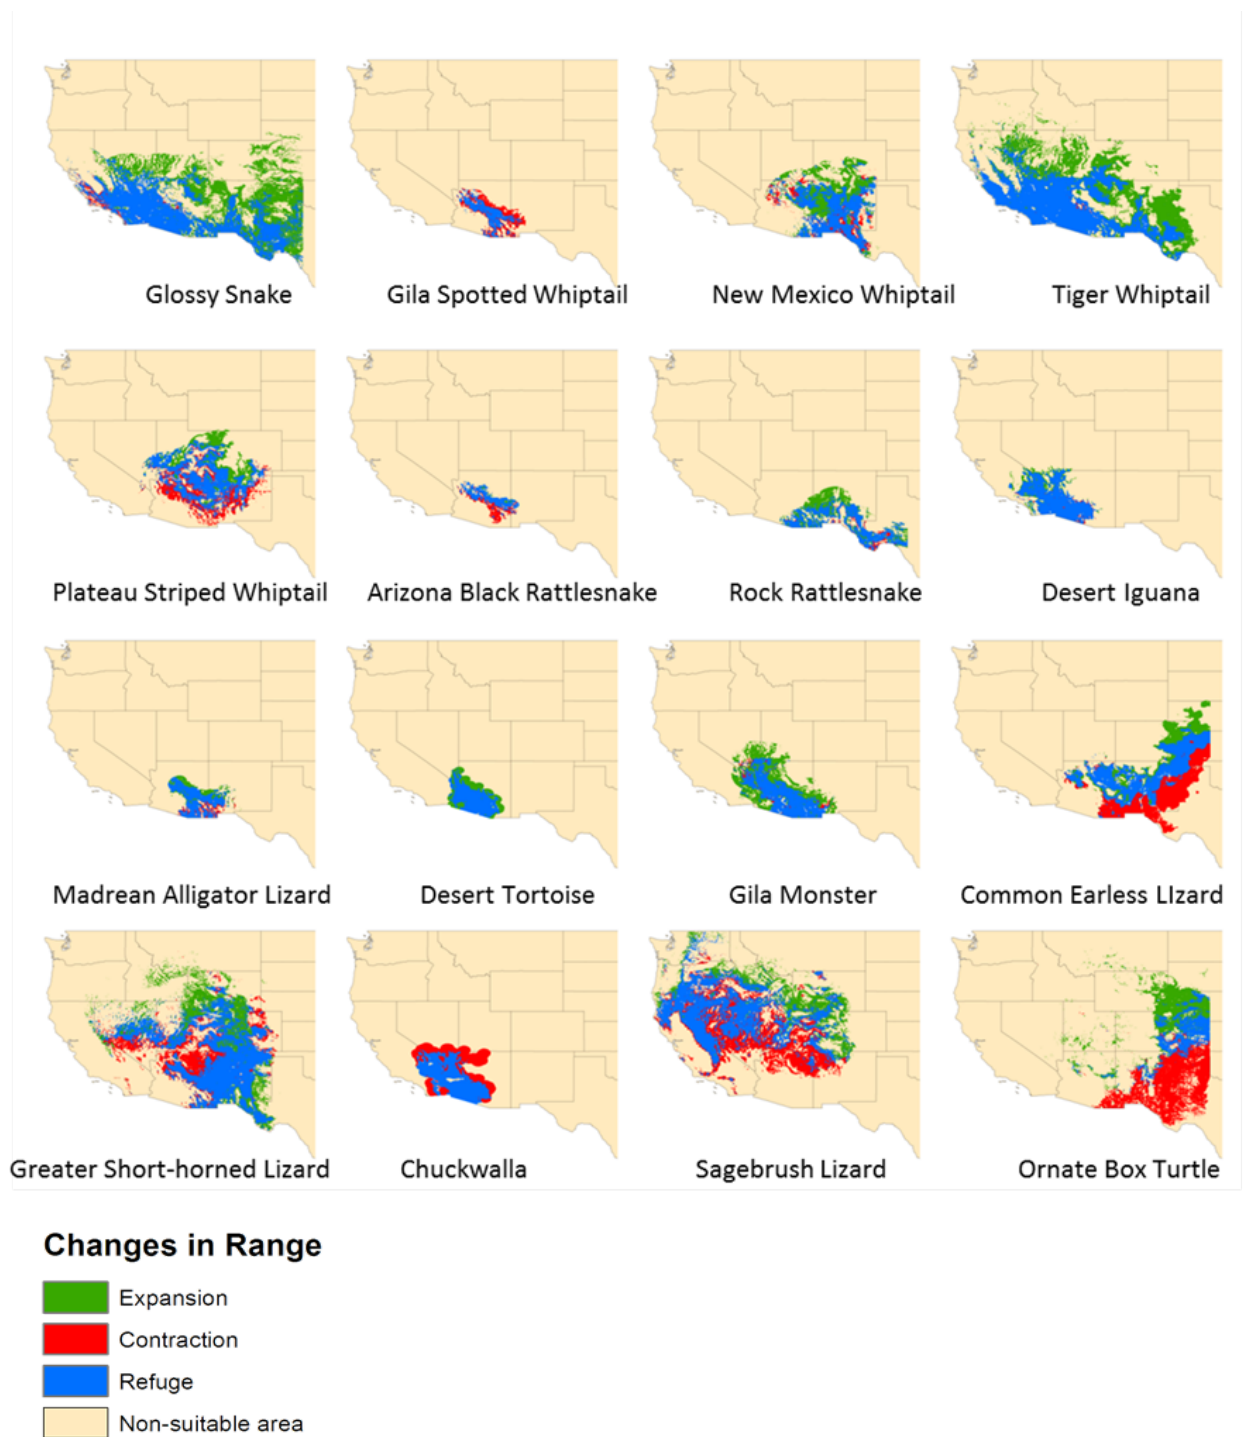 Glossy Snake
Gila Spotted Whiptail
New Mexico Whiptail
Tiger Whiptail
Plateau Striped Whiptail
Arizona Black Rattlesnake
Rock Rattlesnake
Desert Iguana
Madrean Alligator Lizard
Desert Tortoise
Gila Monster
Common Earless LIzard
Greater Short-horned Lizard
Chuckwalla
Sagebrush Lizard
Ornate Box Turtle
Changes in Range
Expansion
Contraction
Refuge
Non-suitable area